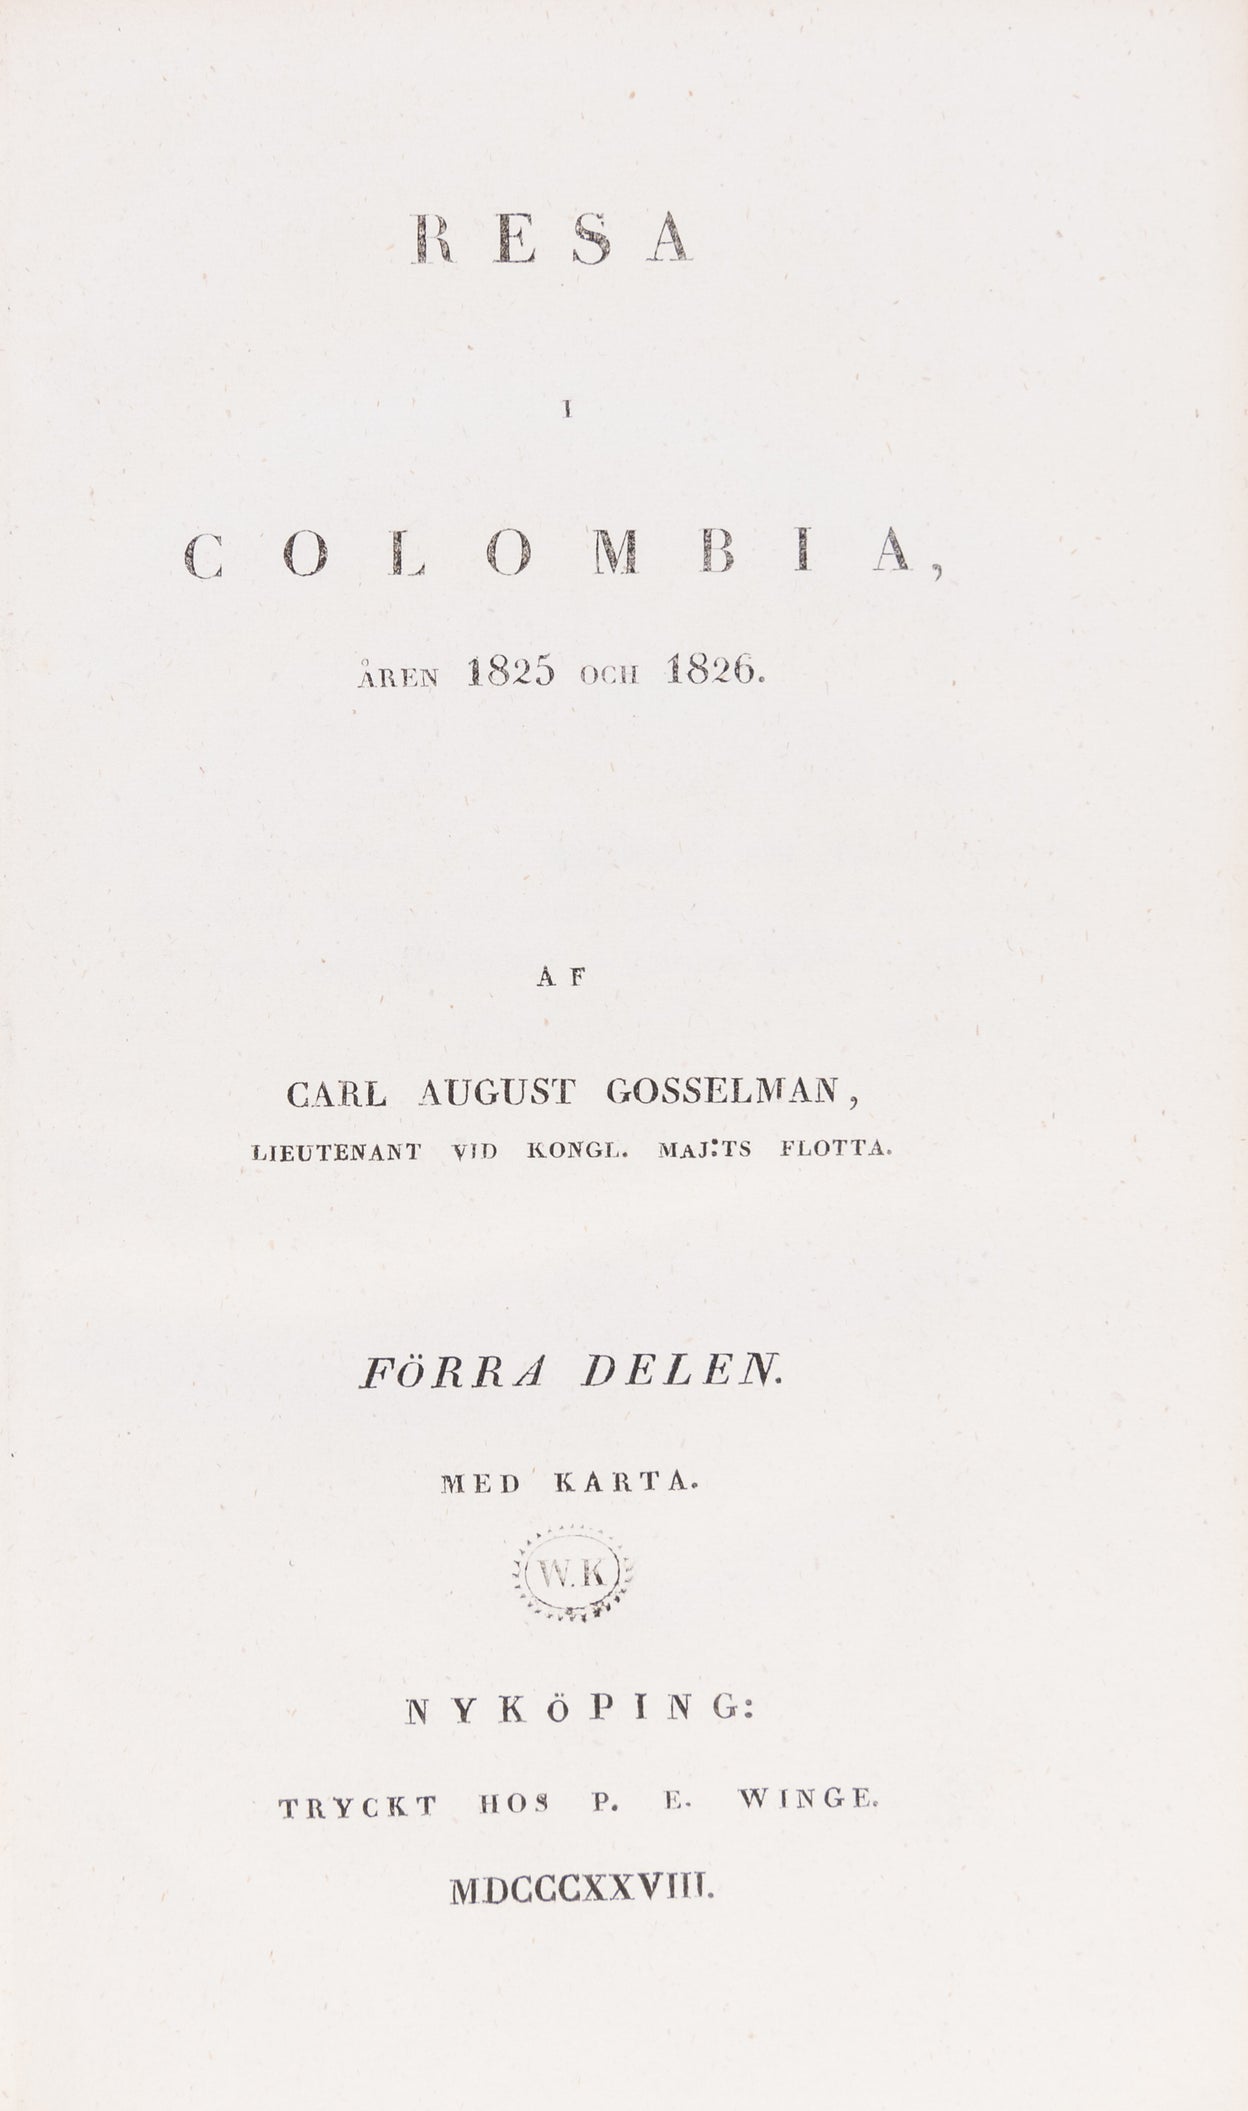 RESA
I
COLOMBIA,
ÅREN 1825 OCH 1826.
AF
CARL AUGUST GOSSELMAN,
LIEUTENANT VID KONGL. MAJ:TS FLOTTA.
FÖRRA DELEN.
MED KARTA.
W.K
NYKÖPING:
TRYCKT HOS P. E. WINGE.
MDCCCXXVIII.